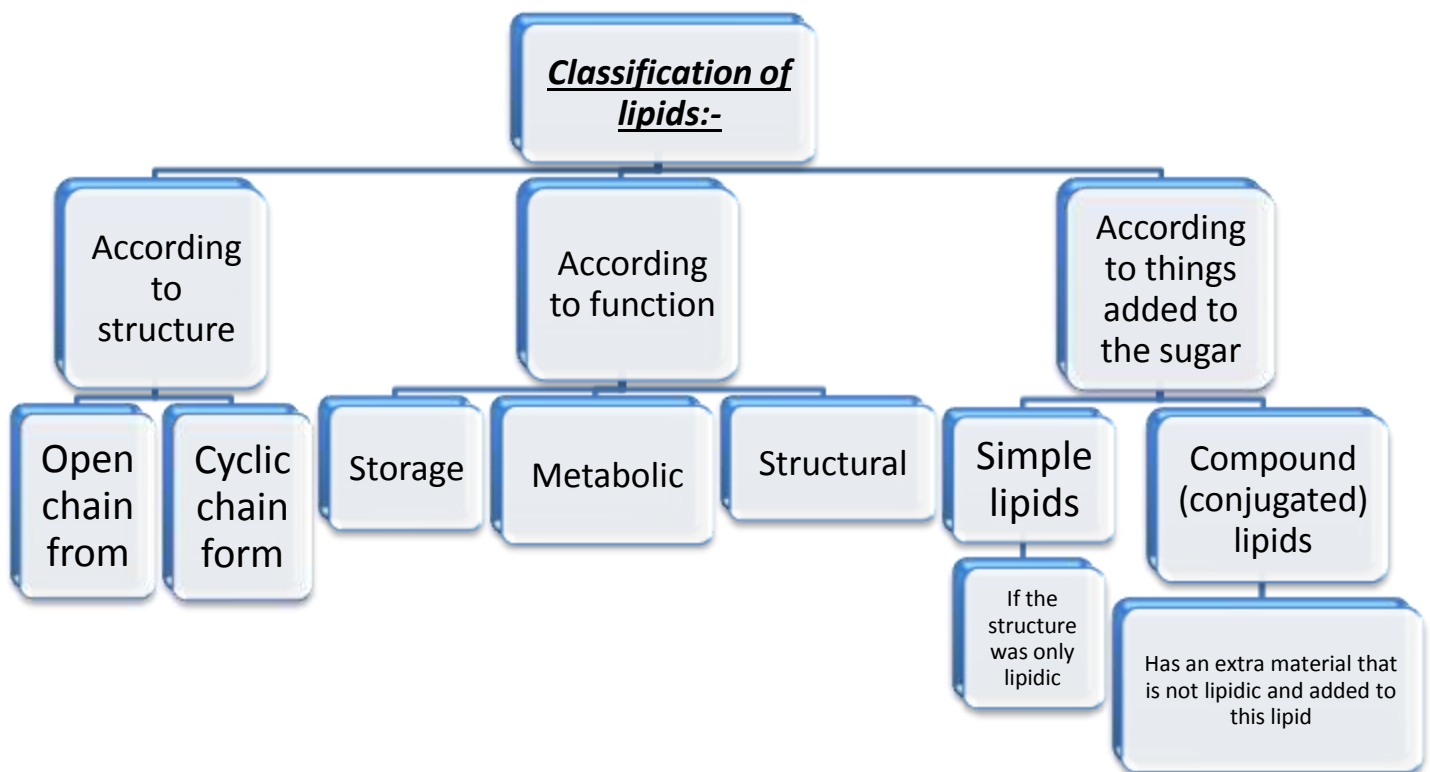 Classification of
lipids:-
According
to
structure
According
to function
According
to things
added to
the sugar
Open
chain
from
Cyclic
chain
form
Storage
Metabolic
Structural
Simple
lipids
Compound
(conjugated)
lipids
If the
structure
was only
lipidic
Has an extra material that
is not lipidic and added to
this lipid